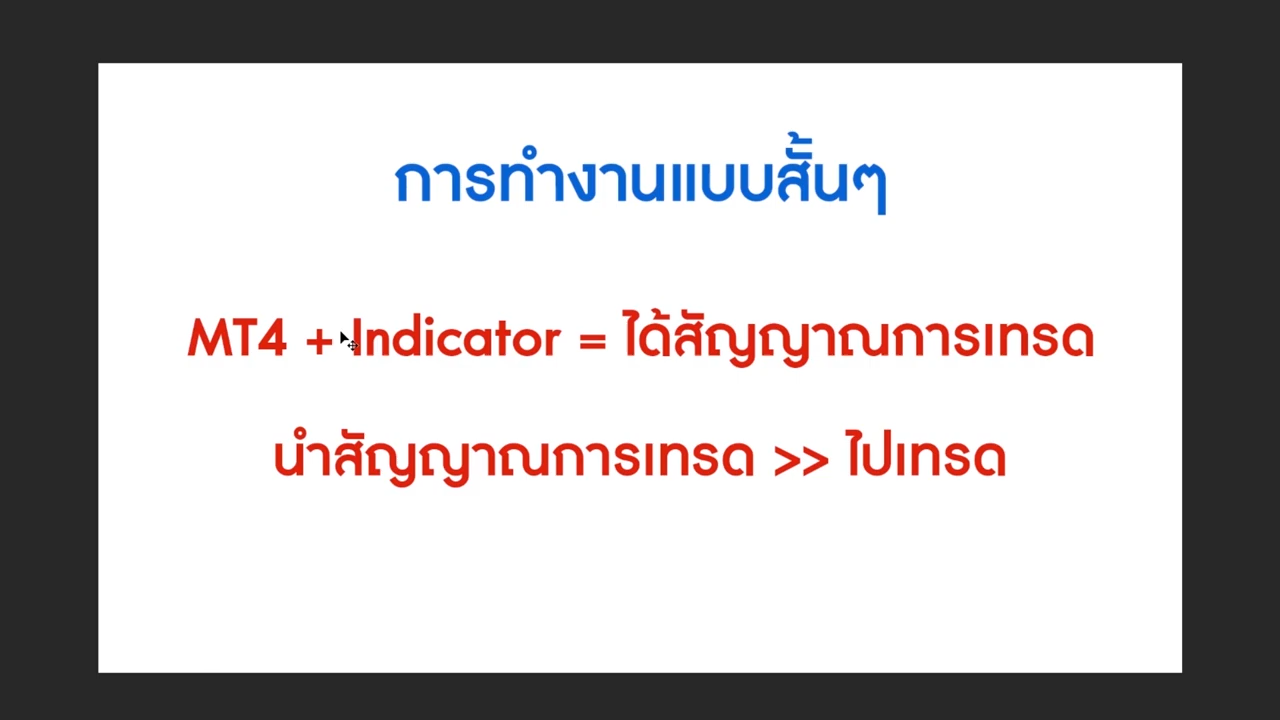 การทำงานแบบสั้นๆ
MT4 + Indicator = ได้สัญญาณการเทรด
นำสัญญาณการเทรด >> ไปเทรด